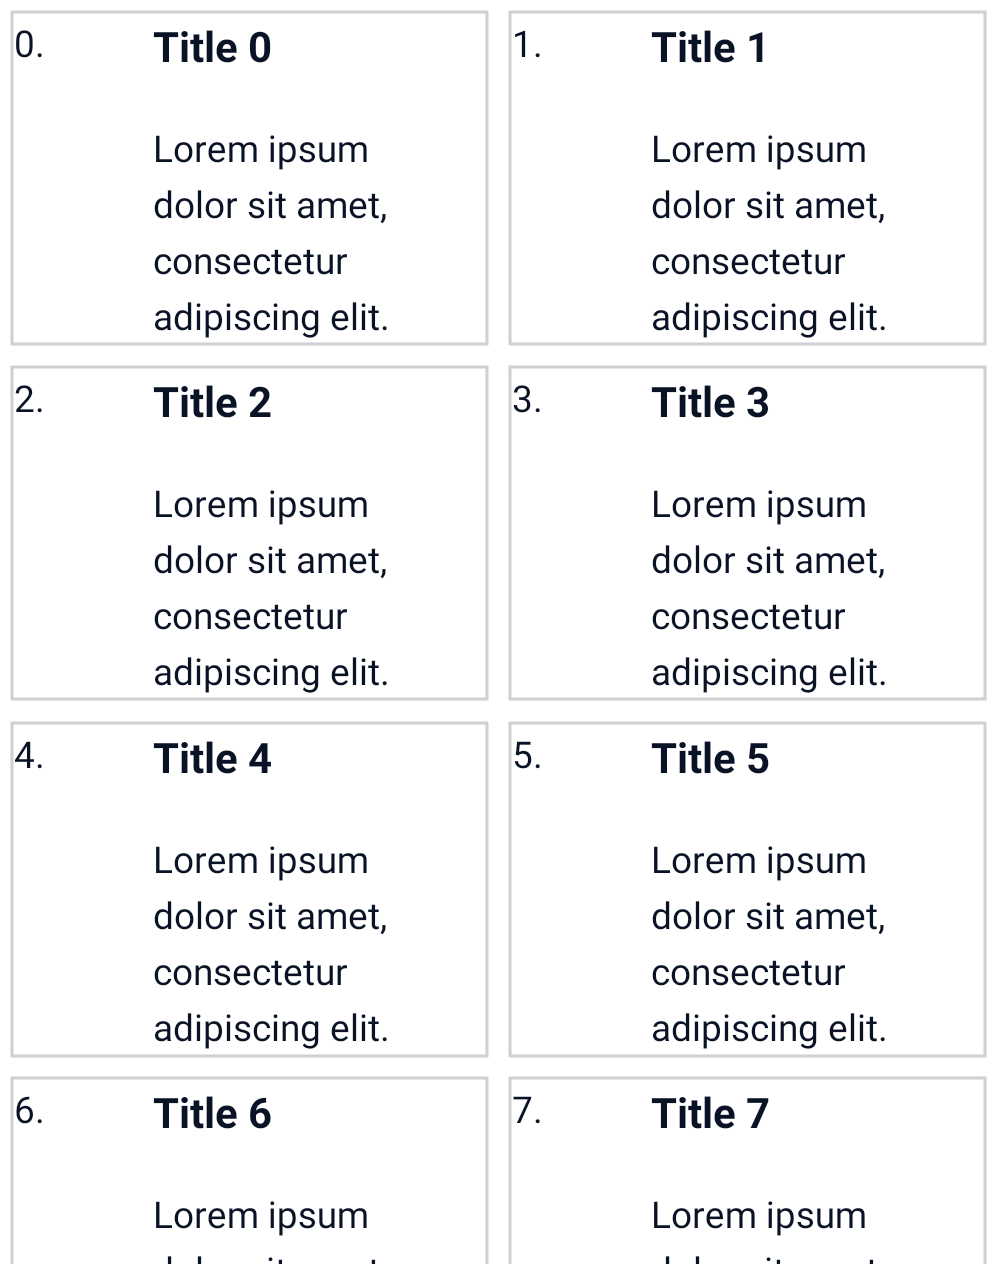 0. Title 0
Lorem ipsum
dolor sit amet,
consectetur
adipiscing elit.
1. Title 1
Lorem ipsum
dolor sit amet,
consectetur
adipiscing elit.
2. Title 2
Lorem ipsum
dolor sit amet,
consectetur
adipiscing elit.
3. Title 3
Lorem ipsum
dolor sit amet,
consectetur
adipiscing elit.
4. Title 4
Lorem ipsum
dolor sit amet,
consectetur
adipiscing elit.
5. Title 5
Lorem ipsum
dolor sit amet,
consectetur
adipiscing elit.
6. Title 6
Lorem ipsum
7. Title 7
Lorem ipsum